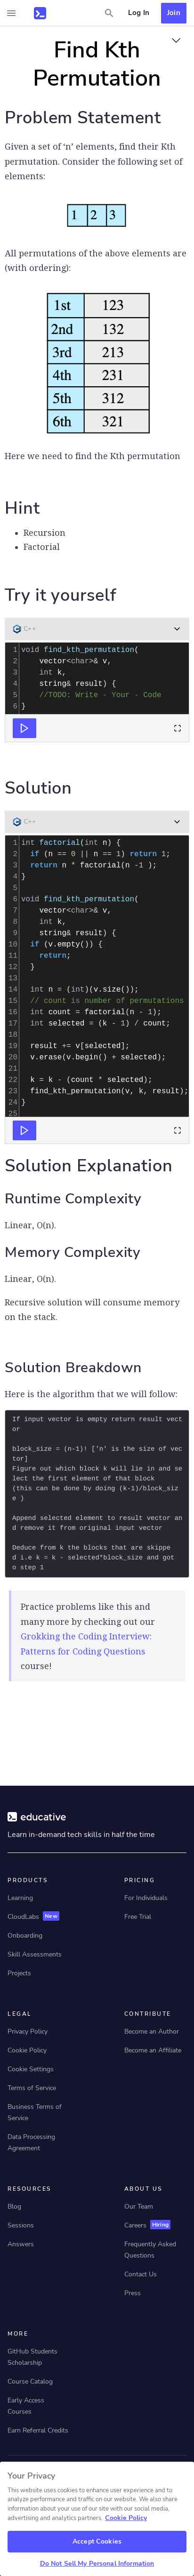 Log In
Join
Find Kth
Permutation
Problem Statement
Given a set of ‘n’ elements, find their Kth
permutation. Consider the following set of
elements:
1 2 3
All permutations of the above elements are
(with ordering):
1st 123
2nd 132
3rd 213
4th 231
5th 312
6th 321
Here we need to find the Kth permutation
Hint
• Recursion
• Factorial
Try it yourself
C++
1 void find_kth_permutation(
2     vector<char>& v,
3     int k,
4     string& result) {
5     //TODO: Write - Your - Code
6 }
Solution
C++
1 int factorial(int n) {
2   if (n == 0 || n == 1) return 1;
3   return n * factorial(n -1 );
4 }
5
6 void find_kth_permutation(
7     vector<char>& v,
8     int k,
9     string& result) {
10   if (v.empty()) {
11     return;
12   }
13
14   int n = (int)(v.size());
15   // count is number of permutations
16   int count = factorial(n - 1);
17   int selected = (k - 1) / count;
18
19   result += v[selected];
20   v.erase(v.begin() + selected);
21
22   k = k - (count * selected);
23   find_kth_permutation(v, k, result);
24 }
25
Solution Explanation
Runtime Complexity
Linear, O(n).
Memory Complexity
Linear, O(n).
Recursive solution will consume memory
on the stack.
Solution Breakdown
Here is the algorithm that we will follow:
If input vector is empty return result vect
or
block_size = (n-1)! ['n' is the size of vec
tor]
Figure out which block k will lie in and se
lect the first element of that block
(this can be done by doing (k-1)/block_siz
e )
Append selected element to result vector an
d remove it from original input vector
Deduce from k the blocks that are skippe
d i.e k = k - selected*block_size and got
o step 1
Practice problems like this and
many more by checking out our
Grokking the Coding Interview:
Patterns for Coding Questions
course!
educative
Learn in-demand tech skills in half the time
PRODUCTS
Learning
CloudLabs New
Onboarding
Skill Assessments
Projects
PRICING
For Individuals
Free Trial
LEGAL
Privacy Policy
Cookie Policy
Cookie Settings
Terms of Service
Business Terms of
Service
Data Processing
Agreement
CONTRIBUTE
Become an Author
Become an Affiliate
RESOURCES
Blog
Sessions
Answers
ABOUT US
Our Team
Careers Hiring
Frequently Asked
Questions
Contact Us
Press
MORE
GitHub Students
Scholarship
Course Catalog
Early Access
Courses
Earn Referral Credits
Your Privacy
This website uses cookies to enhance user experience and to
analyze performance and traffic on our website. We also share
information about your use of our site with our social media,
advertising and analytics partners. Cookie Policy
Accept Cookies
Do Not Sell My Personal Information